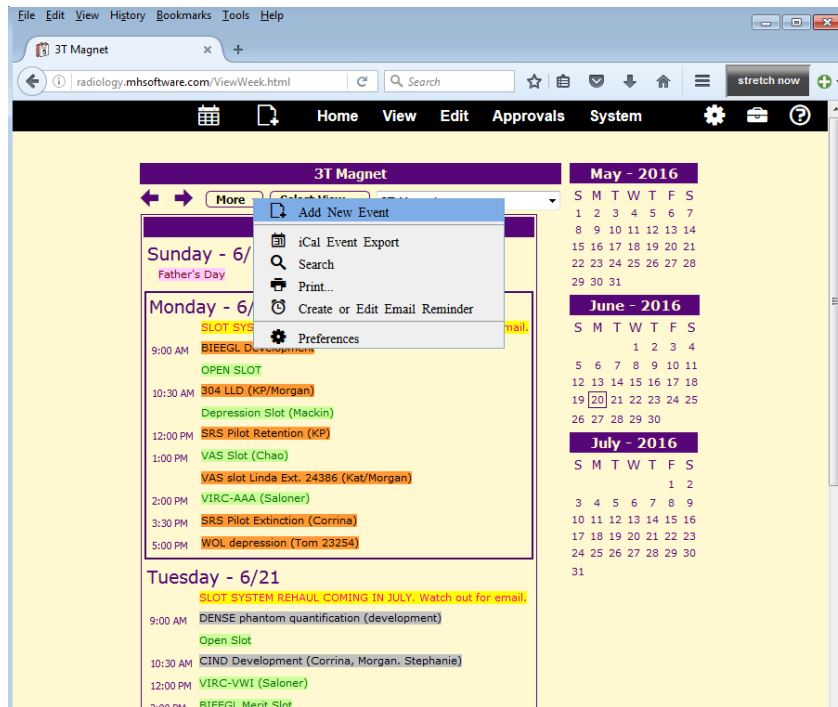 File Edit View History Bookmarks Tools Help
3T Magnet
radiology.mhsoftware.com/ViewWeek.html
Search
stretch now
Home View Edit Approvals System
3T Magnet
More
Add New Event
iCal Event Export
Search
Print...
Create or Edit Email Reminder
Preferences
Sunday - 6/
Father's Day
Monday - 6/
SLOT SYS mail.
9:00 AM BIEEGL Development
OPEN SLOT
10:30 AM 304 LLD (KP/Morgan)
Depression Slot (Mackin)
12:00 PM SRS Pilot Retention (KP)
1:00 PM VAS Slot (Chao)
VAS slot Linda Ext. 24386 (Kat/Morgan)
2:00 PM VIRC-AAA (Saloner)
3:30 PM SRS Pilot Extinction (Corrina)
5:00 PM WOL depression (Tom 23254)
Tuesday - 6/21
SLOT SYSTEM REHAUL COMING IN JULY. Watch out for email.
9:00 AM DENSE phantom quantification (development)
Open Slot
10:30 AM CIND Development (Corrina, Morgan. Stephanie)
12:00 PM VIRC-VWI (Saloner)
BIEEGL Merit Slot
May - 2016
S M T W T F S
1 2 3 4 5 6 7
8 9 10 11 12 13 14
15 16 17 18 19 20 21
22 23 24 25 26 27 28
29 30 31
June - 2016
S M T W T F S
1 2 3 4
5 6 7 8 9 10 11
12 13 14 15 16 17 18
19 20 21 22 23 24 25
26 27 28 29 30
July - 2016
S M T W T F S
1 2
3 4 5 6 7 8 9
10 11 12 13 14 15 16
17 18 19 20 21 22 23
24 25 26 27 28 29 30
31